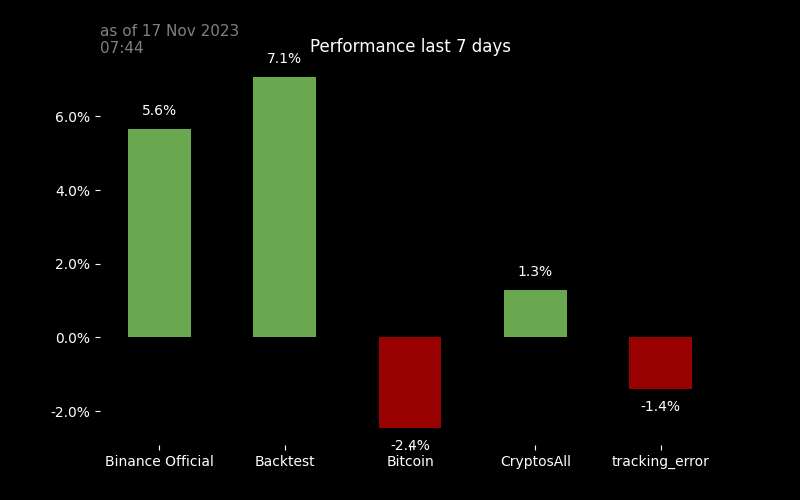 as of 17 Nov 2023
07:44
Performance last 7 days
7.1%
5.6%
6.0%
4.0%
2.0%
1.3%
0.0%
-1.4%
-2.0%
-2.4%
Binance Official
Backtest
Bitcoin
CryptosAll
tracking_error